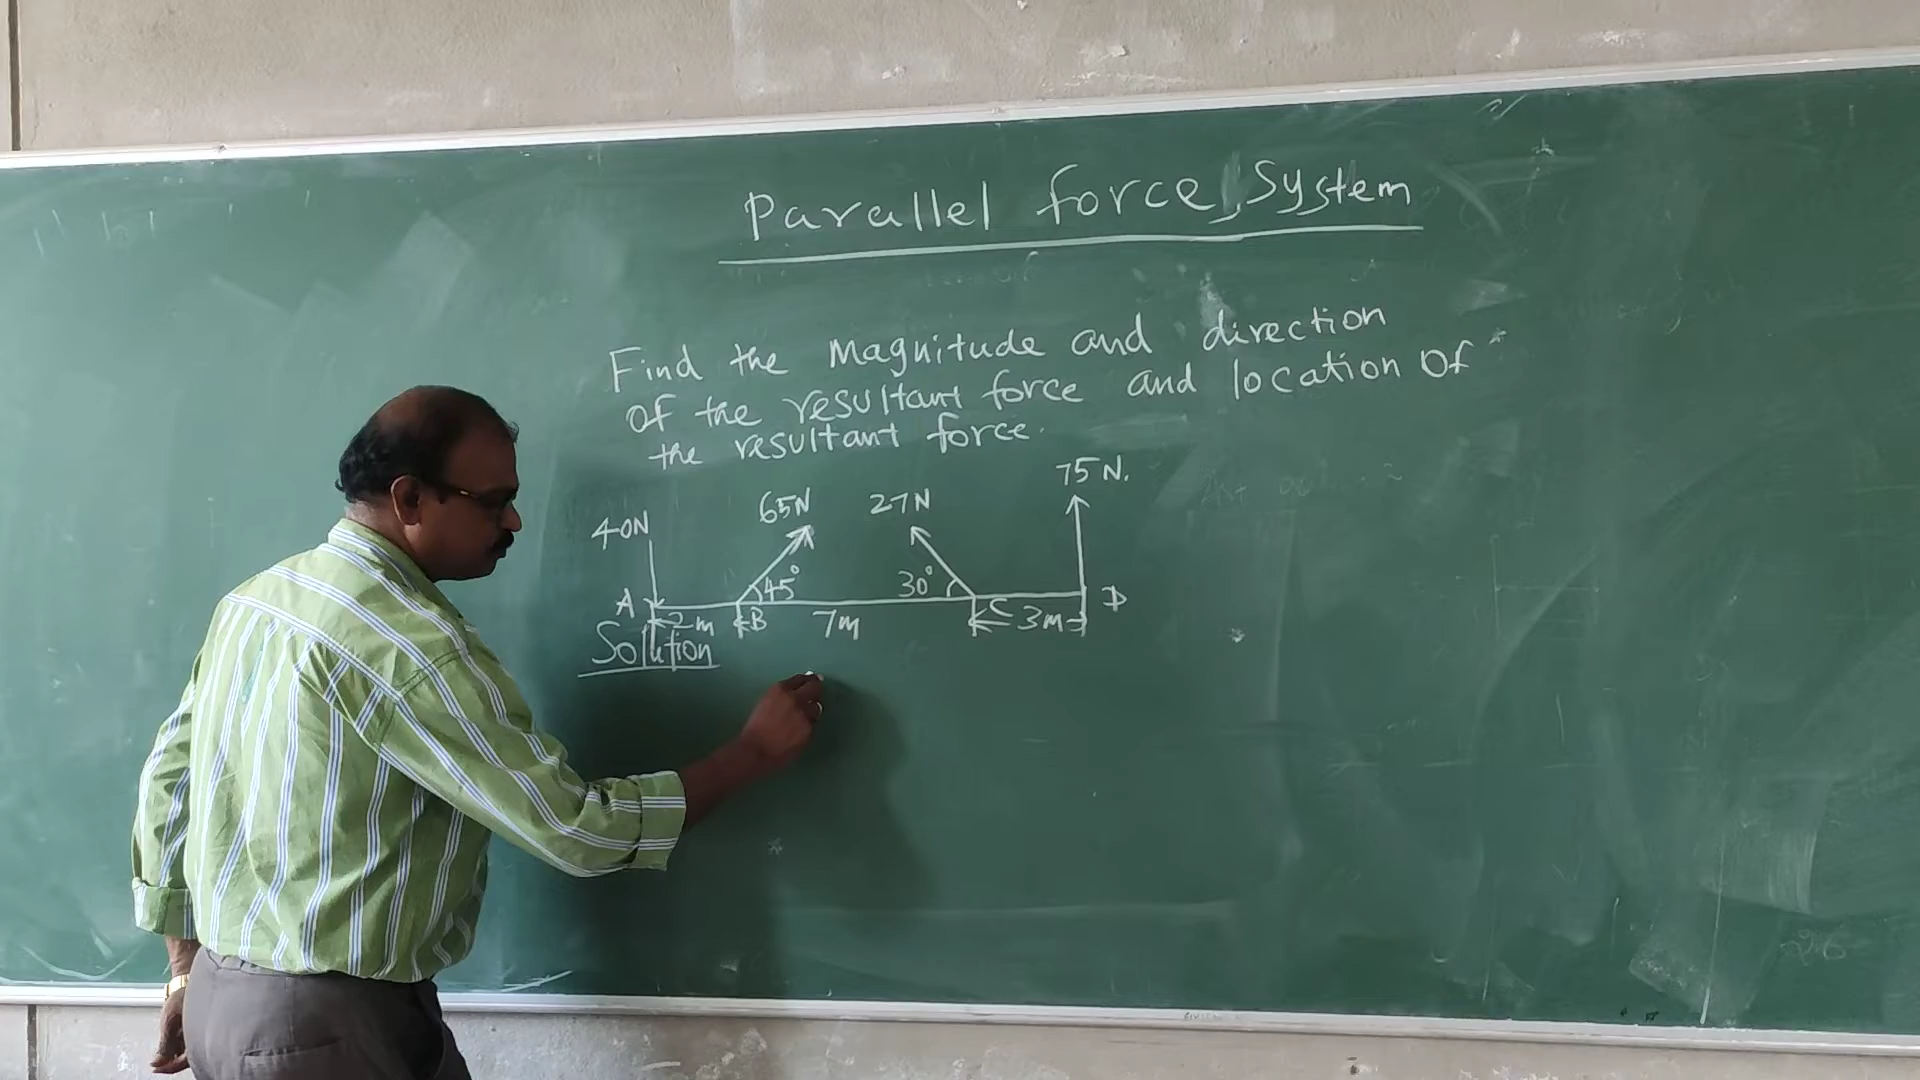 Parallel force, System
Find the Magnitude and direction
of the resultant force and location of
the resultant force.
75 N.
40N 65N 27N
45° 30°
A B C D
2m 7m 3m
Solution